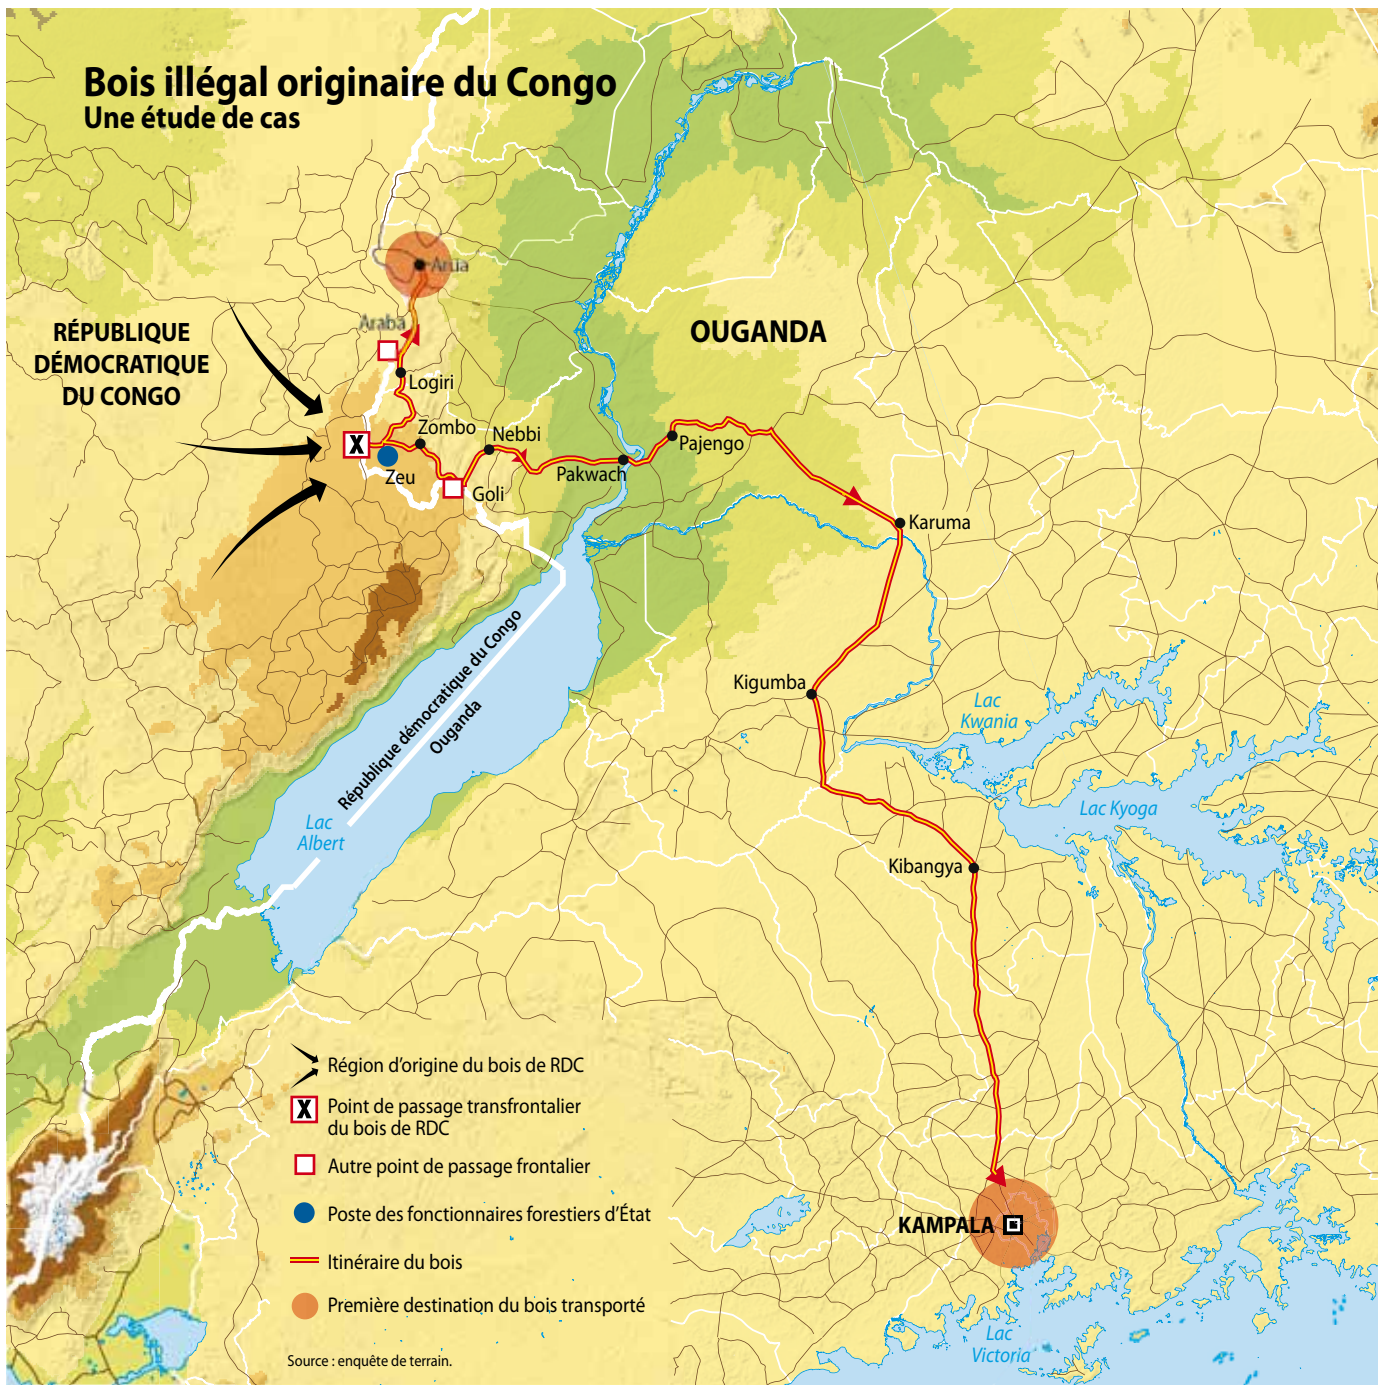 Bois illégal originaire du Congo
Une étude de cas
Arua
Araba
RÉPUBLIQUE
DÉMOCRATIQUE
DU CONGO
OUGANDA
Logiri
Zombo
Nebbi
Zeu
Goli
Pakwach
Pajengo
Karuma
Kigumba
République démocratique du Congo
Ouganda
Lac
Kwania
Lac
Albert
Lac Kyoga
Kibangya
Région d'origine du bois de RDC
X Point de passage transfrontalier
du bois de RDC
Autre point de passage frontalier
Poste des fonctionnaires forestiers d'État
Itinéraire du bois
Première destination du bois transporté
KAMPALA
Lac
Victoria
Source : enquête de terrain.
X